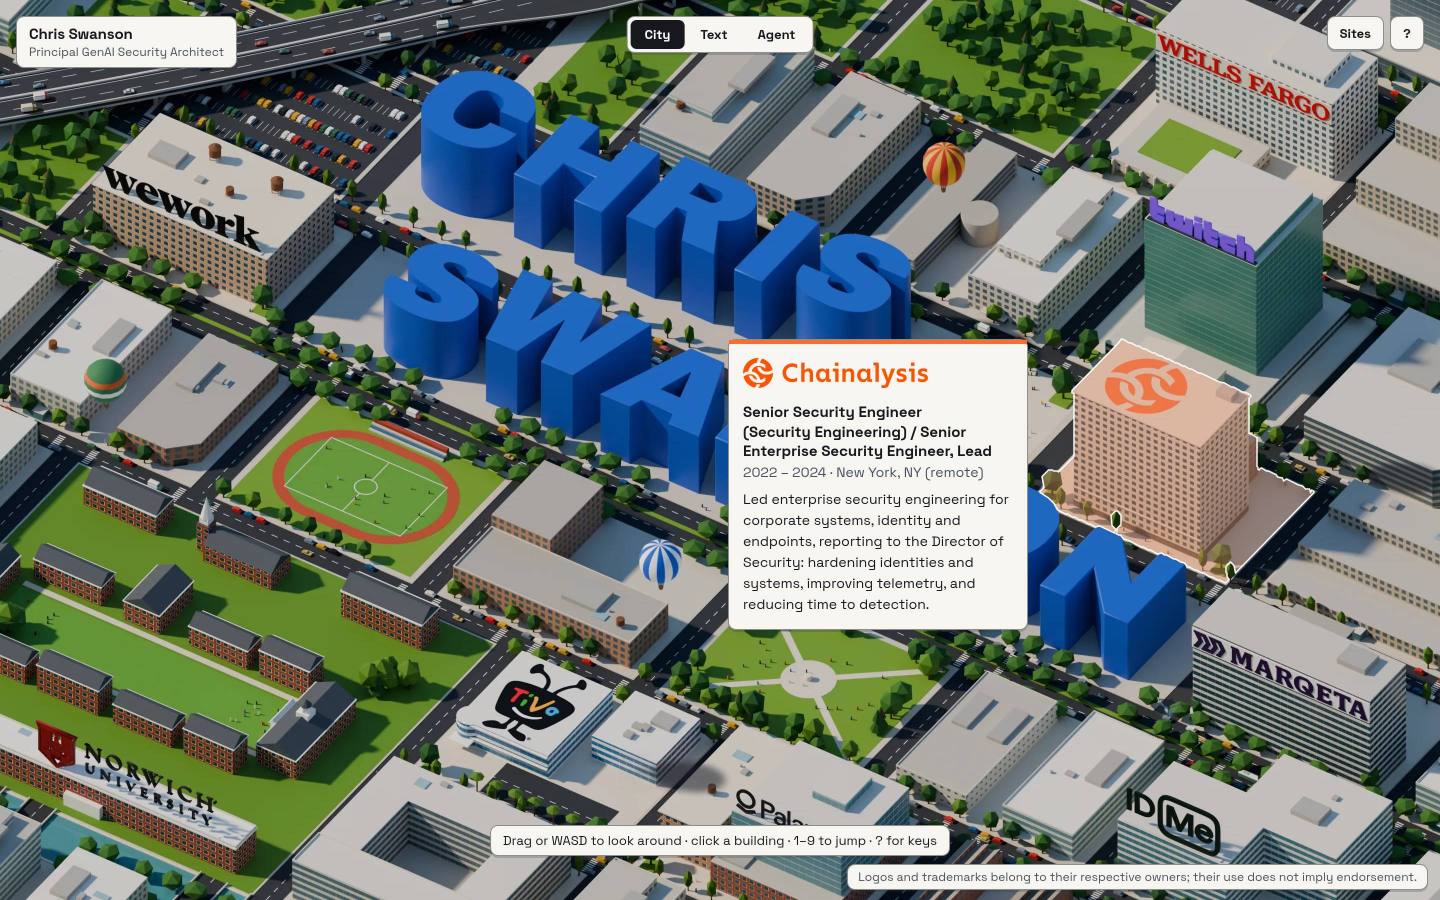 Chris Swanson
Principal GenAI Security Architect
City Text Agent
Sites ?
WELLS FARGO
CHRIS
wework
twitch
SWA
N
Chainalysis
Senior Security Engineer
(Security Engineering) / Senior
Enterprise Security Engineer, Lead
2022 – 2024 · New York, NY (remote)
Led enterprise security engineering for
corporate systems, identity and
endpoints, reporting to the Director of
Security: hardening identities and
systems, improving telemetry, and
reducing time to detection.
MARQETA
TiVo
NORWICH
UNIVERSITY
ID Me
Drag or WASD to look around · click a building · 1–9 to jump · ? for keys
Logos and trademarks belong to their respective owners; their use does not imply endorsement.